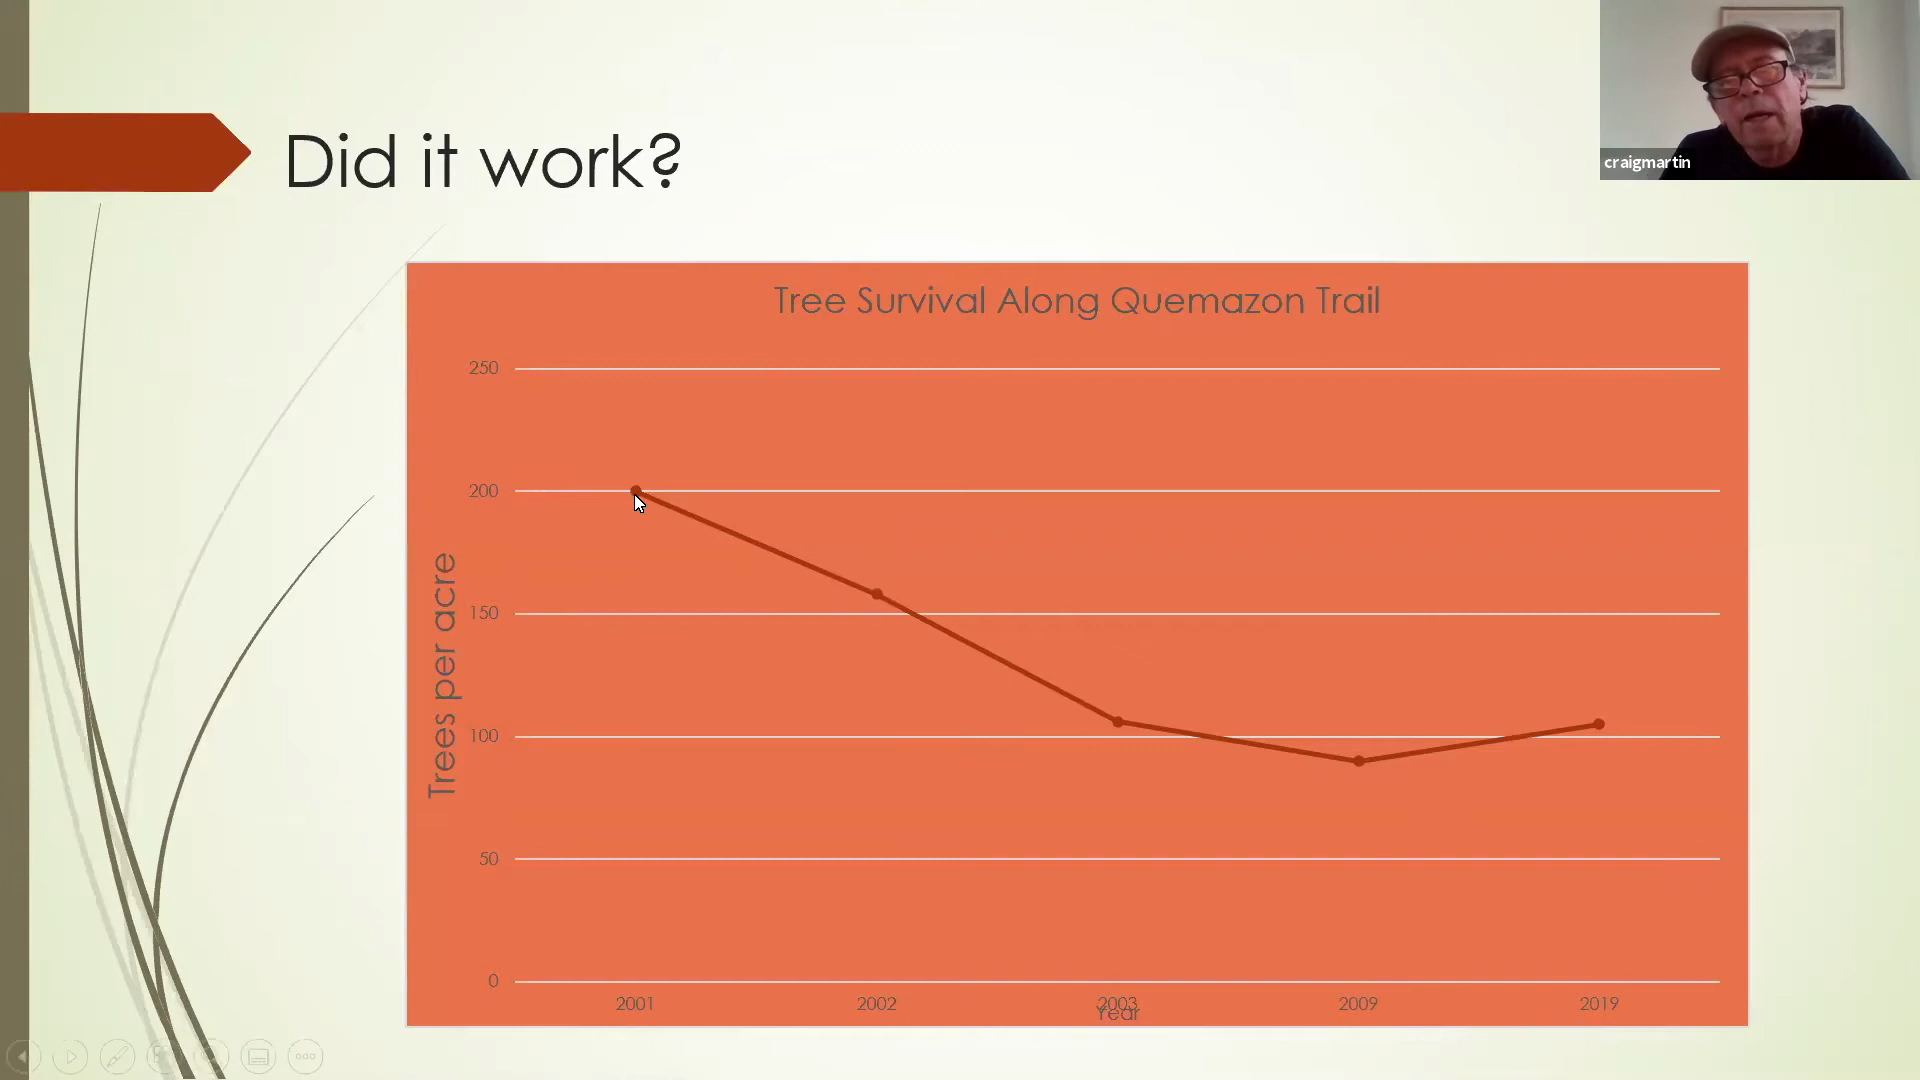 craigmartin
Did it work?
Tree Survival Along Quemazon Trail
Trees per acre
250
200
150
100
50
0
2001 2002 2003 2009 2019
Year